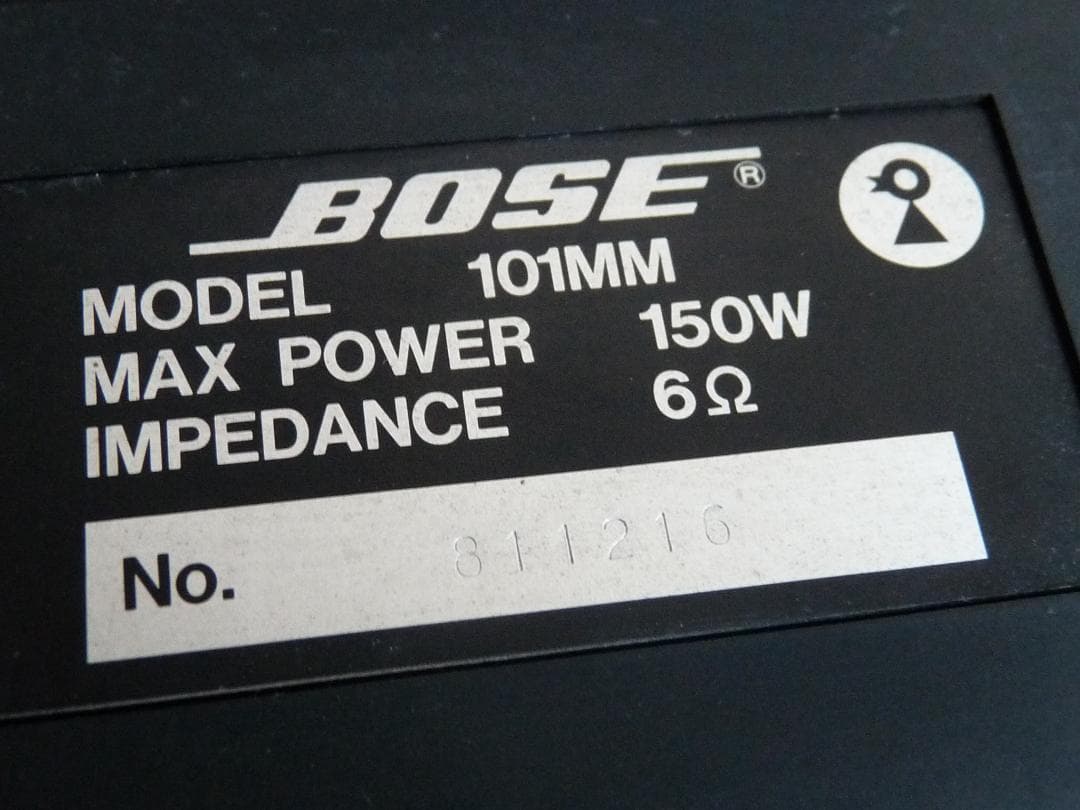 BOSE®
MODEL 101MM
MAX POWER 150W
IMPEDANCE 6Ω
No. 811216